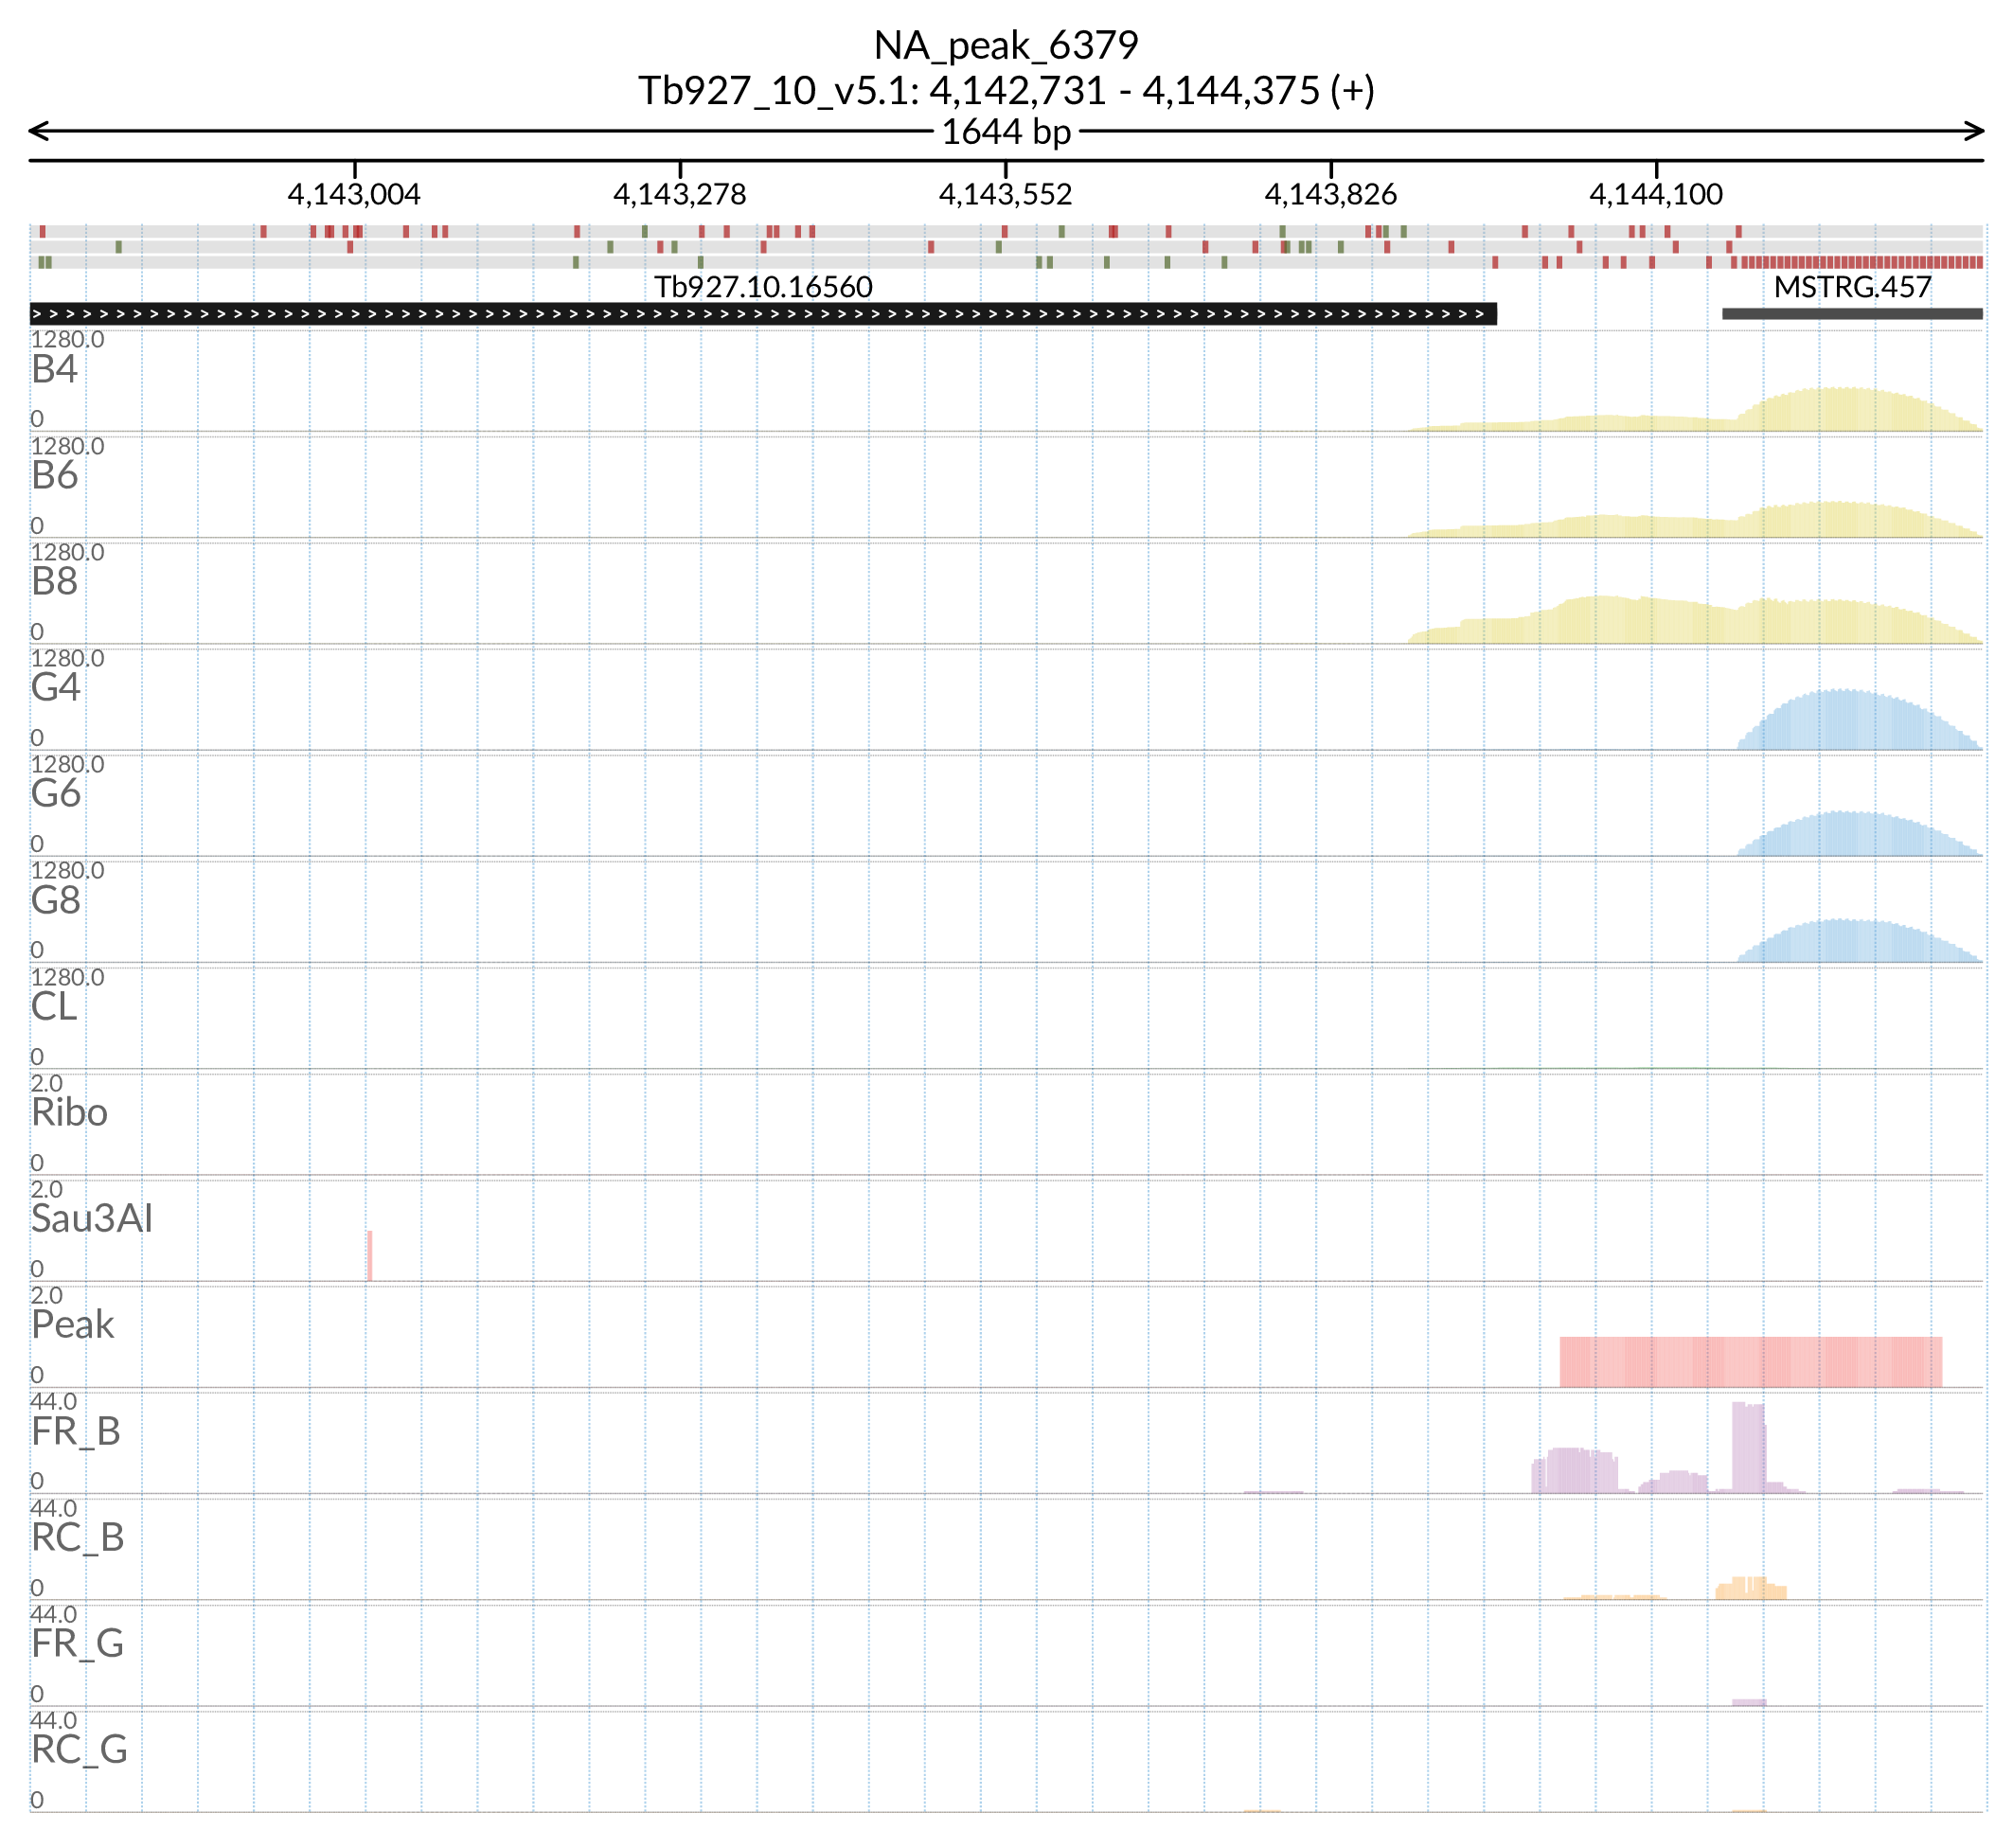 NA_peak_6379
Tb927_10_v5.1: 4,142,731 - 4,144,375 (+)
1644 bp
4,143,004 4,143,278 4,143,552 4,143,826 4,144,100
Tb927.10.16560 MSTRG.457
1280.0
B4
0
1280.0
B6
0
1280.0
B8
0
1280.0
G4
0
1280.0
G6
0
1280.0
G8
0
1280.0
CL
0
2.0
Ribo
0
2.0
Sau3AI
0
2.0
Peak
0
44.0
FR_B
0
44.0
RC_B
0
44.0
FR_G
0
44.0
RC_G
0